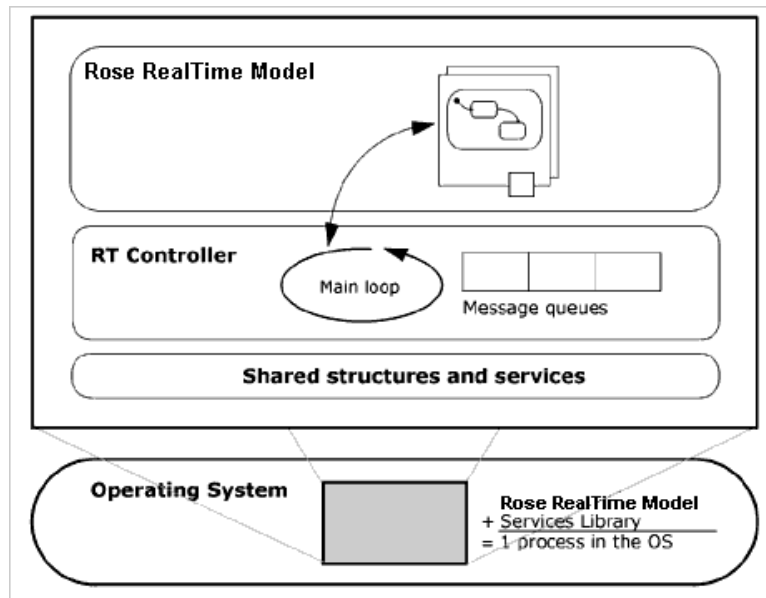 Rose RealTime Model
RT Controller
Main loop
Message queues
Shared structures and services
Operating System
Rose RealTime Model
+ Services Library
= 1 process in the OS